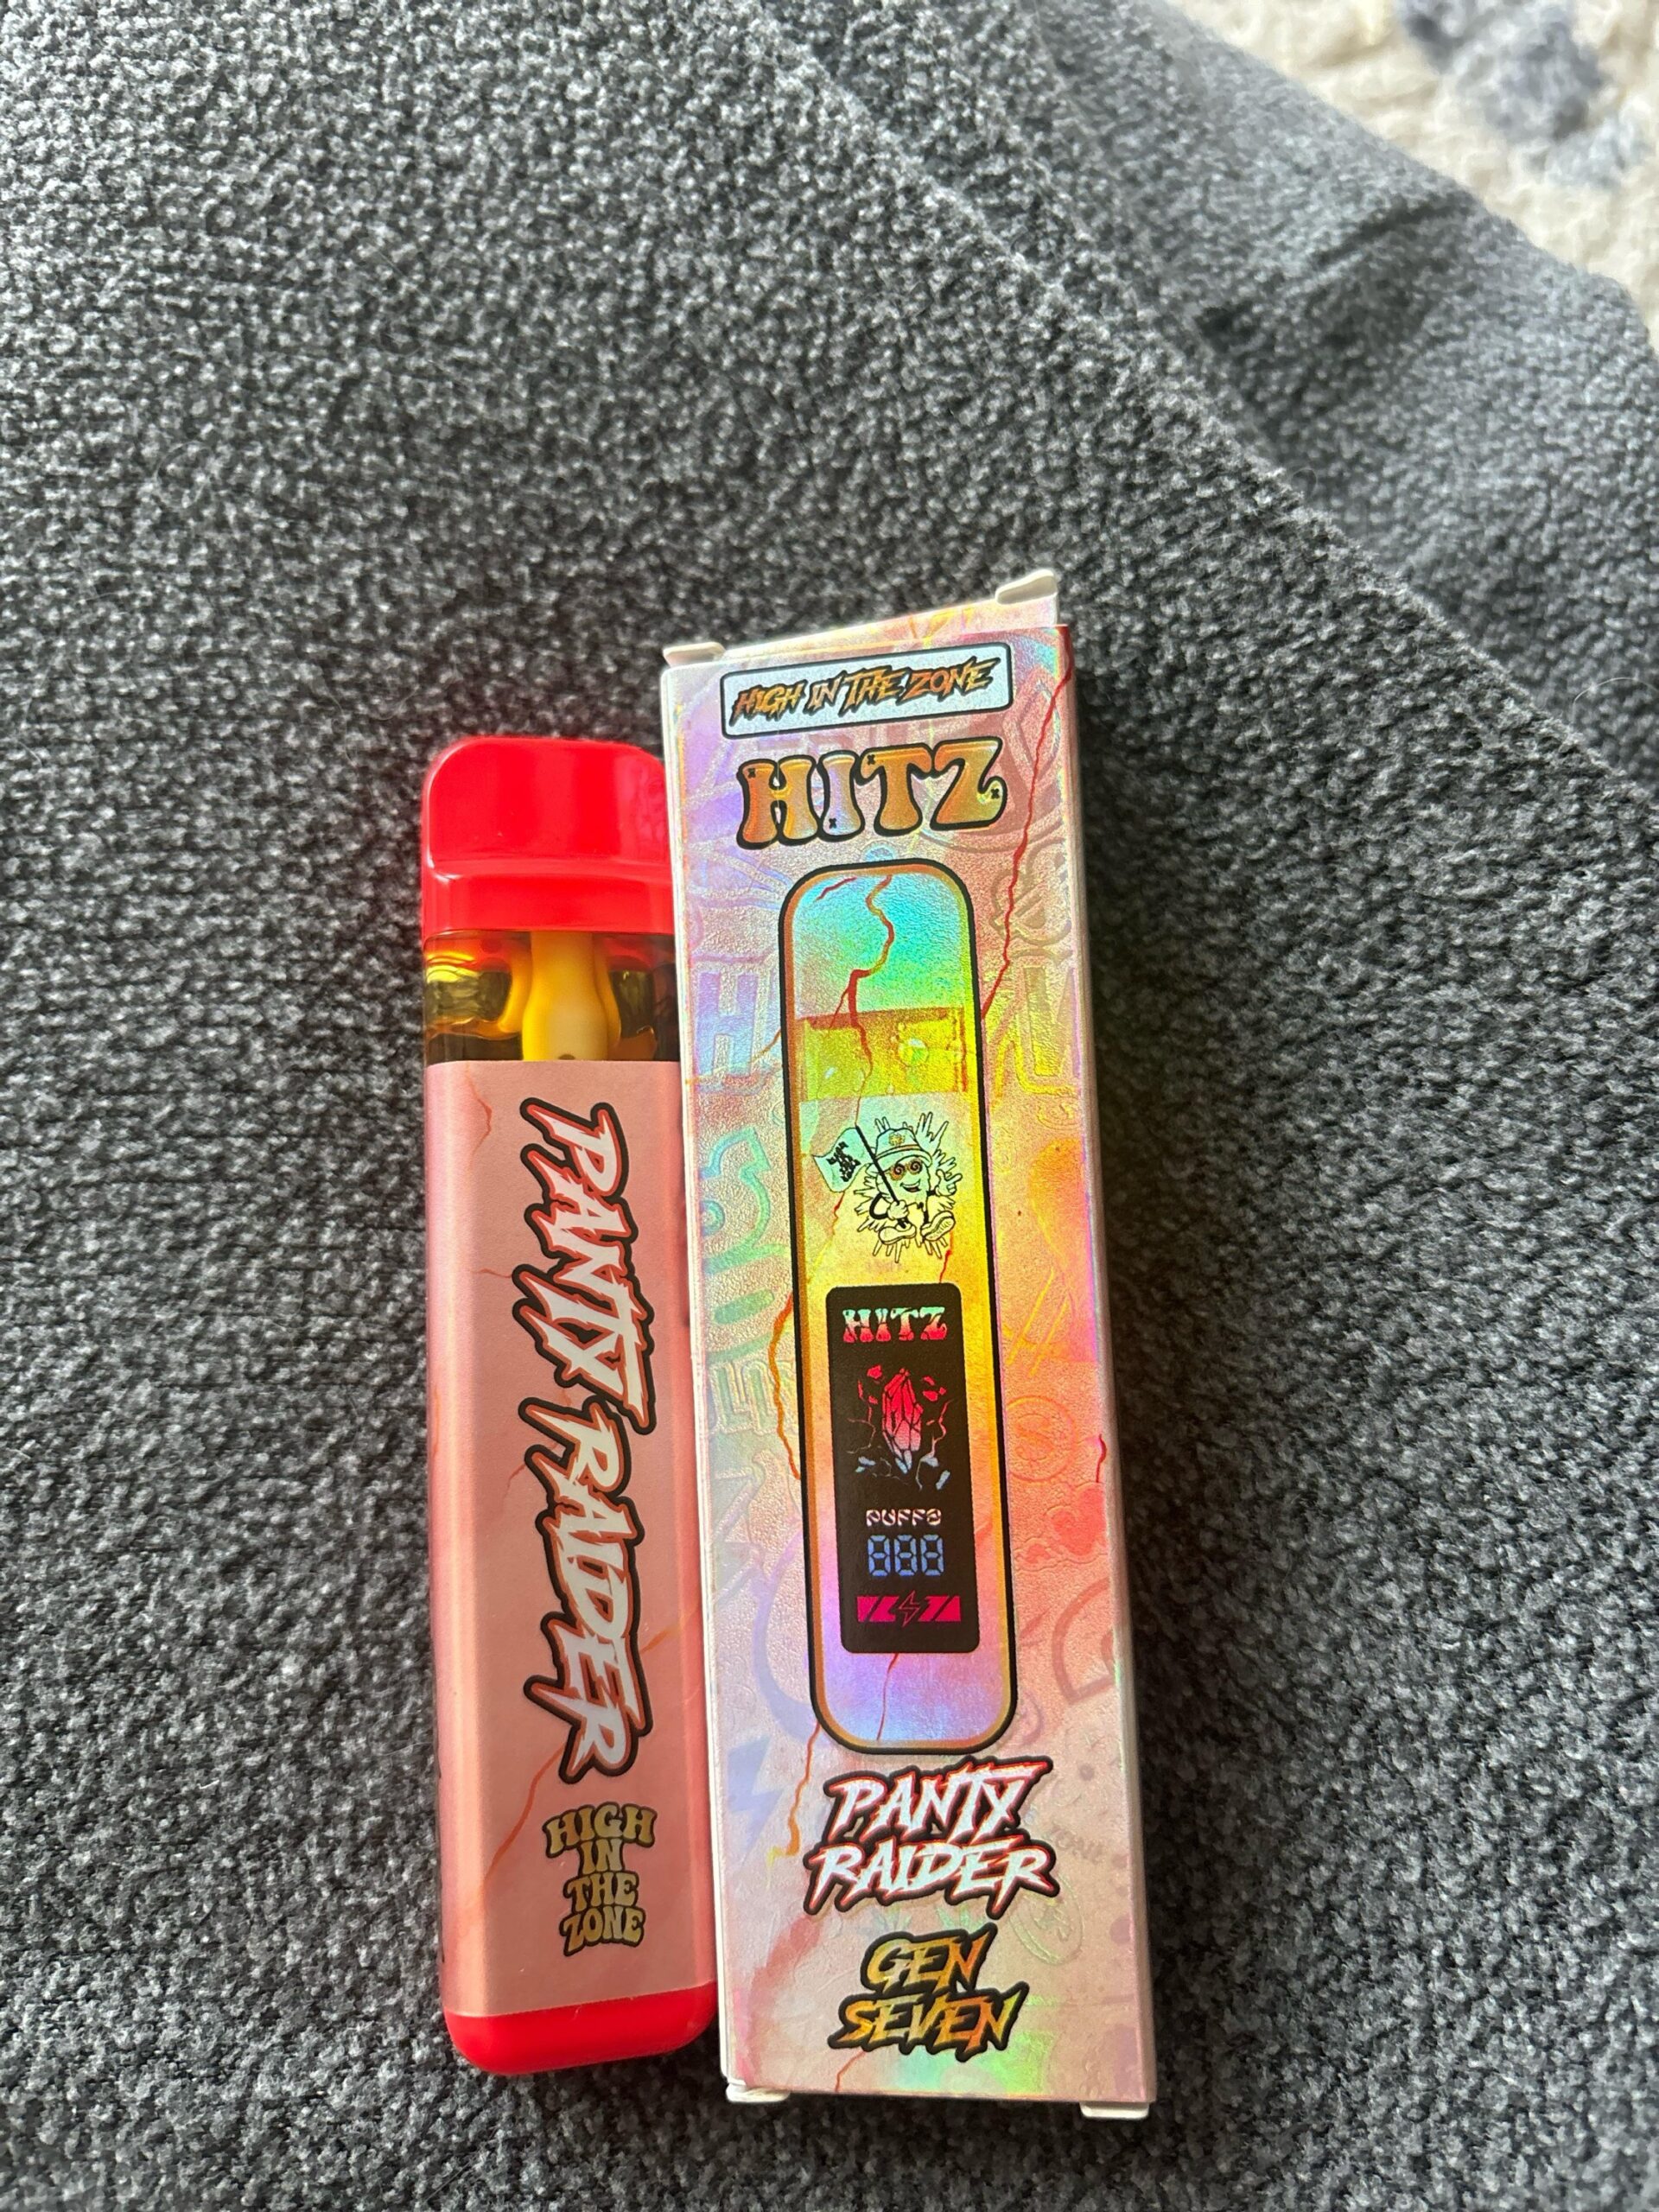 PANTY RAIDER
HIGH
IN
THE
ZONE
HIGH IN THE ZONE
HITZ
HITZ
PUFFS
888
PANTY
RAIDER
GEN
SEVEN